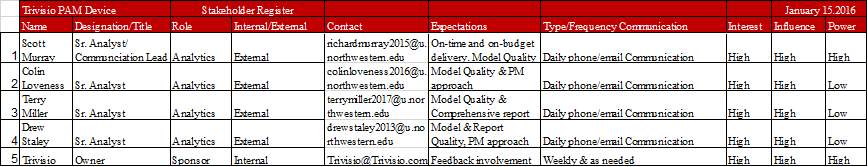 Trivisio PAM Device Stakeholder Register January 15.2016
Name Designation/Title Role Internal/External Contact Expectations Type/Frequency Communication Interest Influence Power
Scott Sr. Analyst/ richardmurray2015@u. On-time and on-budget
1 Murray Communciation Lead Analytics External northwestern.edu delivery. Model Quality Daily phone/email Communication High High High
Colin colinloveness2016@u. Model Quality & PM
2 Loveness Sr. Analyst Analytics External northwestern.edu approach Daily phone/email Communication High High Low
Terry terrymiller2017@u.nor Model Quality &
3 Miller Sr. Analyst Analytics External thwestern.edu Comprehensive report Daily phone/email Communication High High Low
Drew drewstaley2013@u.no Model & Report
4 Staley Sr. Analyst Analytics External rthwestern.edu Quality, PM approach Daily phone/email Communication High High Low
5 Trivisio Owner Sponsor Internal Trivisio@Trivisio.com Feedback involvement Weekly & as needed High High High